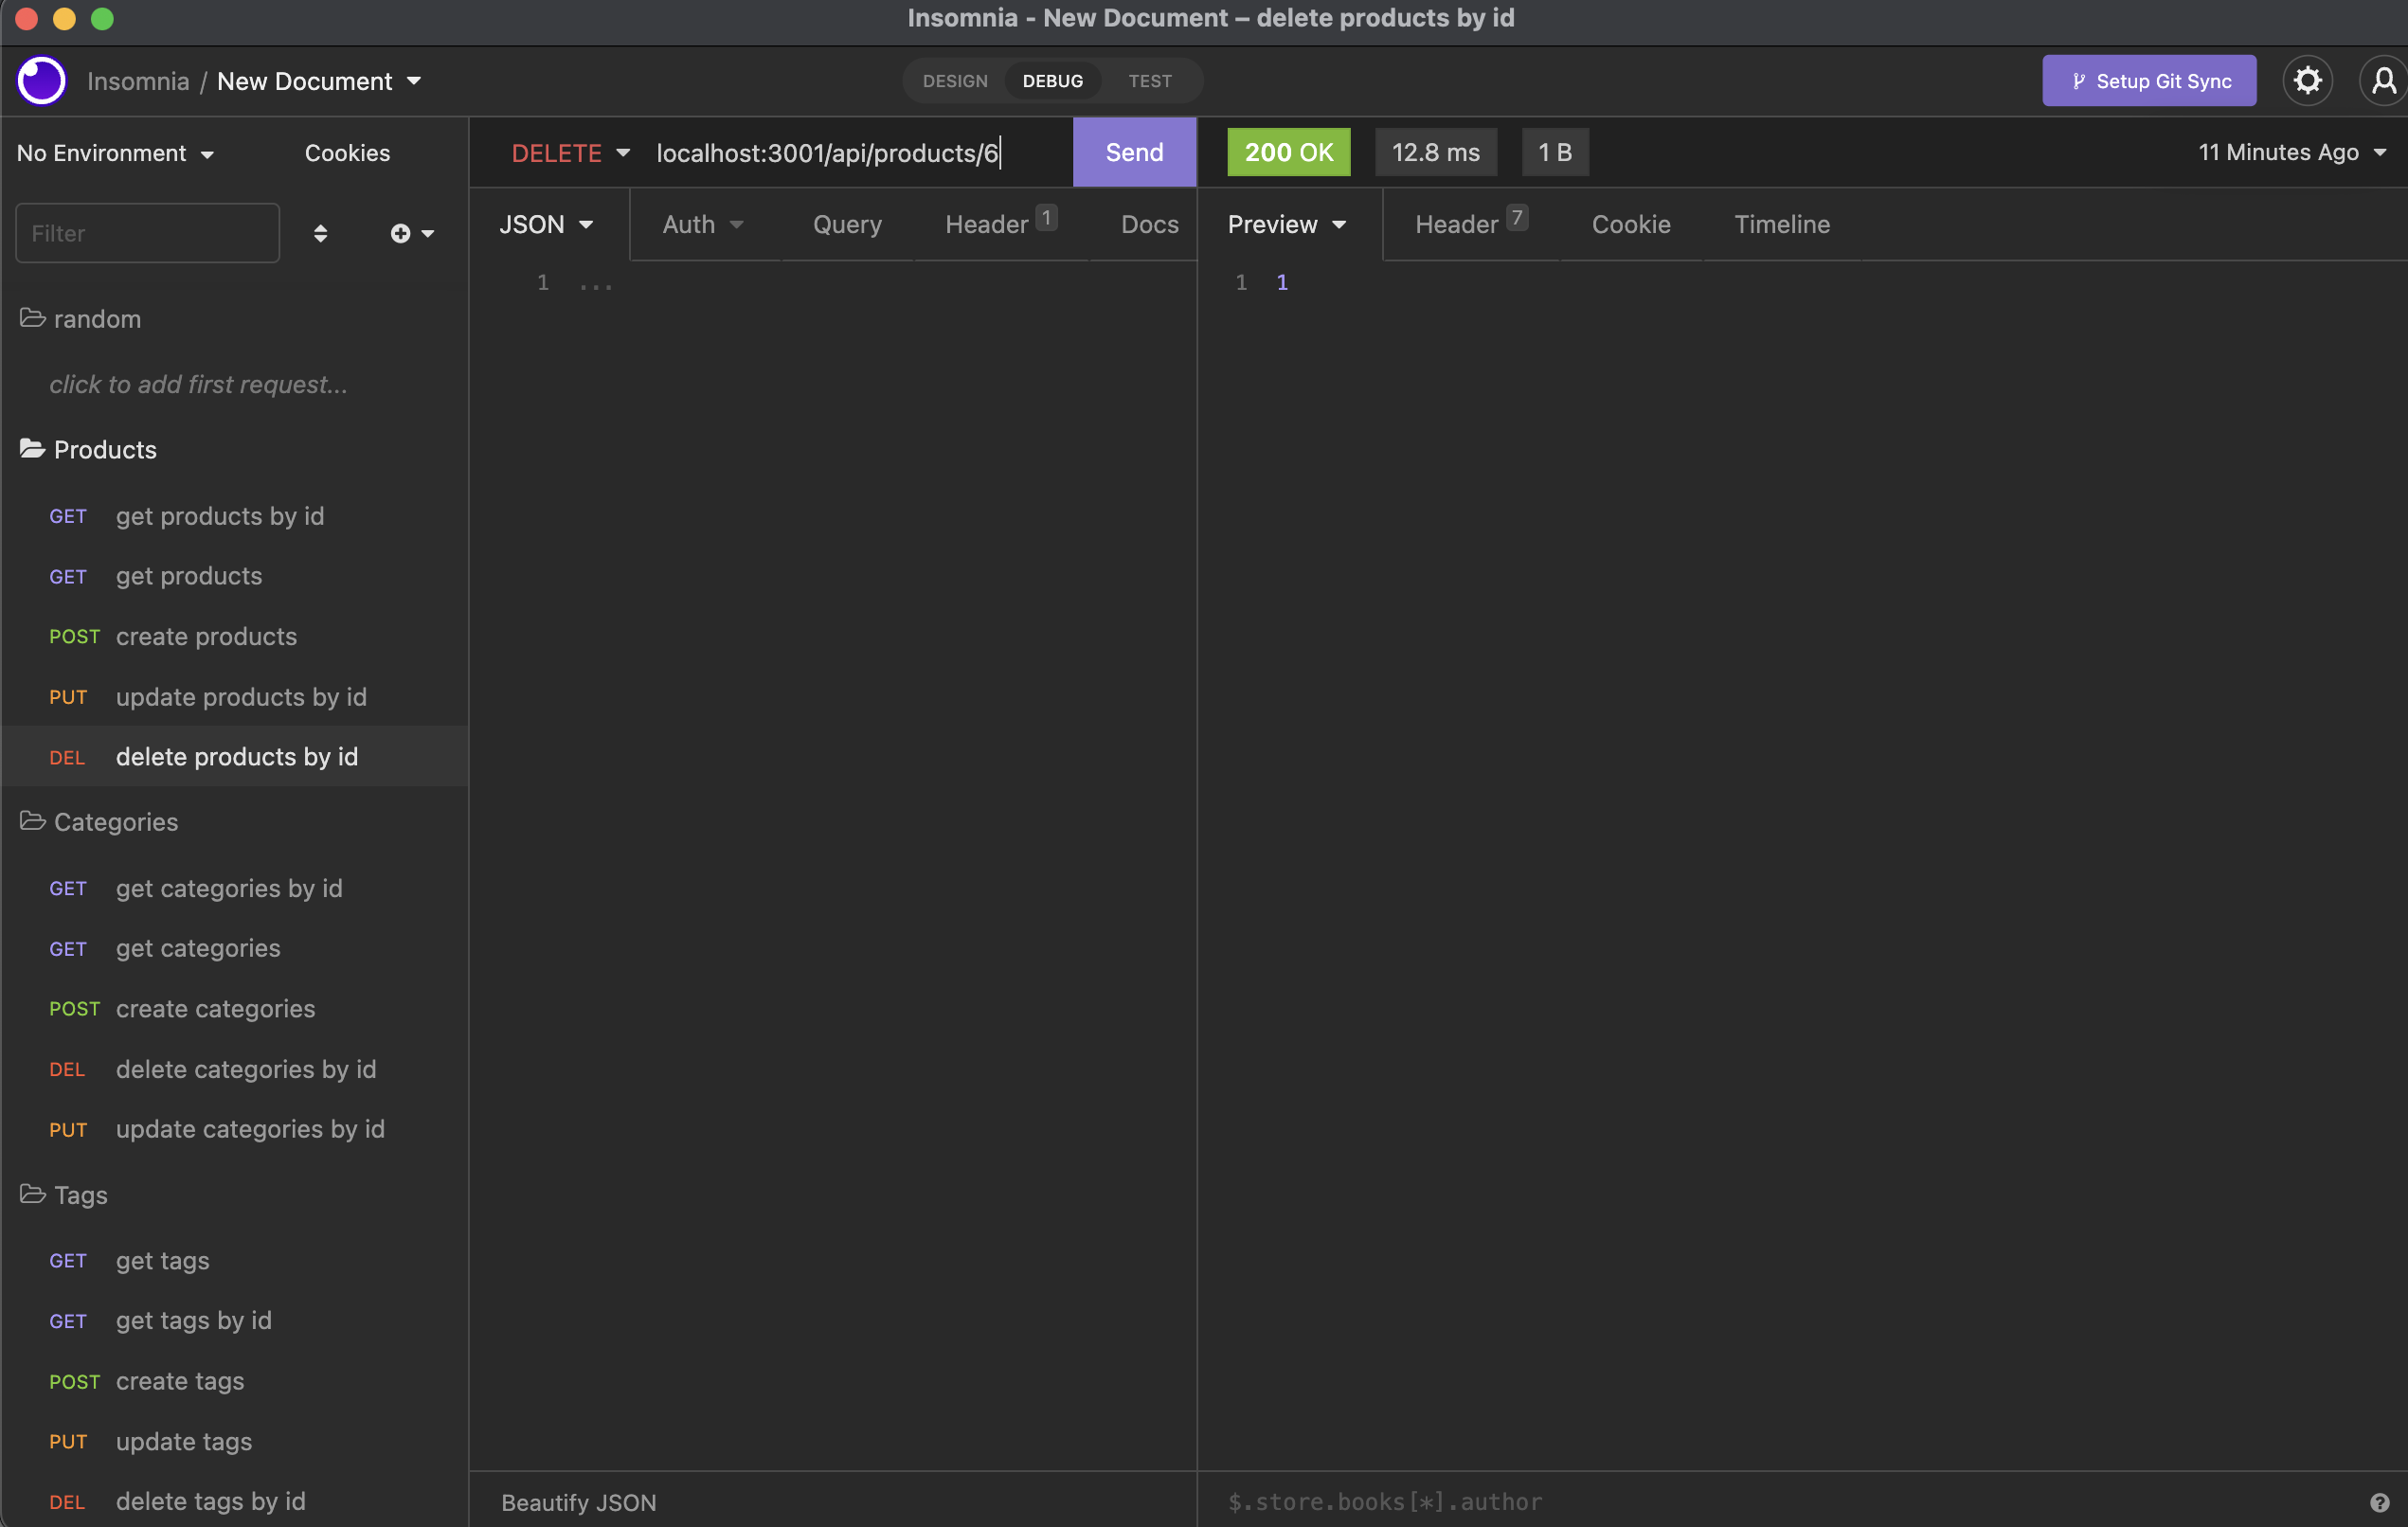 Insomnia - New Document – delete products by id
Insomnia / New Document
DESIGN DEBUG TEST
Setup Git Sync
No Environment Cookies
Filter
random
click to add first request...
Products
GET get products by id
GET get products
POST create products
PUT update products by id
DEL delete products by id
Categories
GET get categories by id
GET get categories
POST create categories
DEL delete categories by id
PUT update categories by id
Tags
GET get tags
GET get tags by id
POST create tags
PUT update tags
DEL delete tags by id
DELETE localhost:3001/api/products/6 Send
JSON Auth Query Header 1 Docs
1 ...
Beautify JSON
200 OK 12.8 ms 1 B 11 Minutes Ago
Preview Header 7 Cookie Timeline
1 1
$.store.books[*].author
?